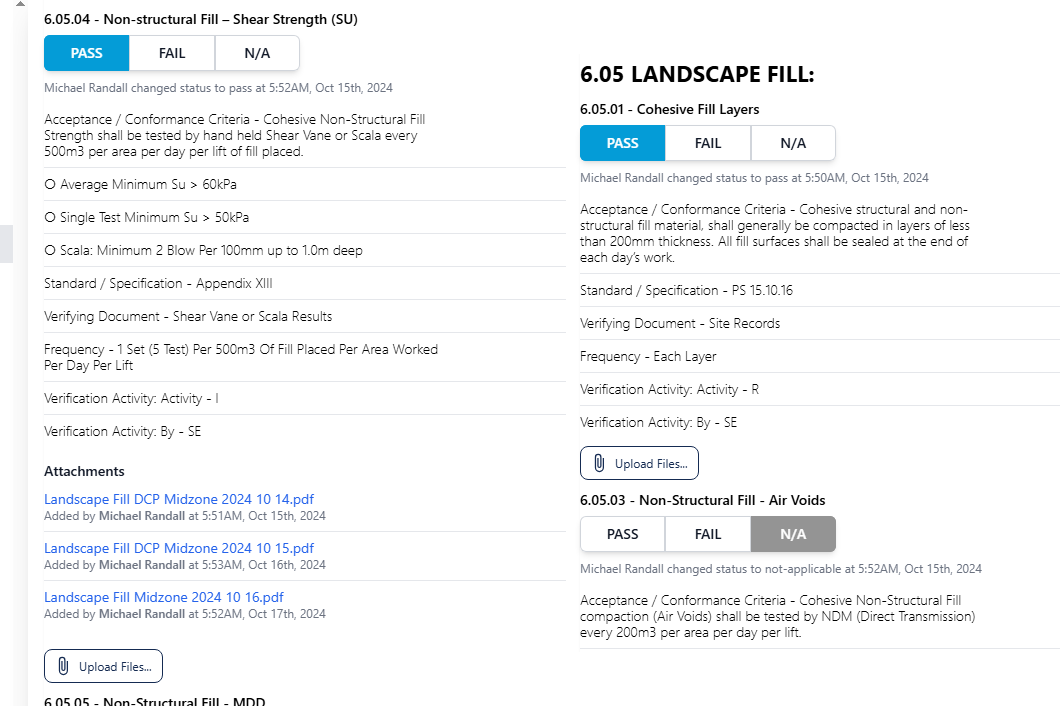 6.05.04 - Non-structural Fill – Shear Strength (SU)
PASS
FAIL
N/A
Michael Randall changed status to pass at 5:52AM, Oct 15th, 2024
Acceptance / Conformance Criteria - Cohesive Non-Structural Fill
Strength shall be tested by hand held Shear Vane or Scala every
500m3 per area per day per lift of fill placed.
O Average Minimum Su > 60kPa
O Single Test Minimum Su > 50kPa
O Scala: Minimum 2 Blow Per 100mm up to 1.0m deep
Standard / Specification - Appendix XIII
Verifying Document - Shear Vane or Scala Results
Frequency - 1 Set (5 Test) Per 500m3 Of Fill Placed Per Area Worked
Per Day Per Lift
Verification Activity: Activity - I
Verification Activity: By - SE
Attachments
Landscape Fill DCP Midzone 2024 10 14.pdf
Added by Michael Randall at 5:51AM, Oct 15th, 2024
Landscape Fill DCP Midzone 2024 10 15.pdf
Added by Michael Randall at 5:53AM, Oct 16th, 2024
Landscape Fill Midzone 2024 10 16.pdf
Added by Michael Randall at 5:52AM, Oct 17th, 2024
Upload Files...
6.05.05 - Non-Structural Fill - MDD
6.05 LANDSCAPE FILL:
6.05.01 - Cohesive Fill Layers
PASS
FAIL
N/A
Michael Randall changed status to pass at 5:50AM, Oct 15th, 2024
Acceptance / Conformance Criteria - Cohesive structural and non-
structural fill material, shall generally be compacted in layers of less
than 200mm thickness. All fill surfaces shall be sealed at the end of
each day's work.
Standard / Specification - PS 15.10.16
Verifying Document - Site Records
Frequency - Each Layer
Verification Activity: Activity - R
Verification Activity: By - SE
Upload Files...
6.05.03 - Non-Structural Fill - Air Voids
PASS
FAIL
N/A
Michael Randall changed status to not-applicable at 5:52AM, Oct 15th, 2024
Acceptance / Conformance Criteria - Cohesive Non-Structural Fill
compaction (Air Voids) shall be tested by NDM (Direct Transmission)
every 200m3 per area per day per lift.